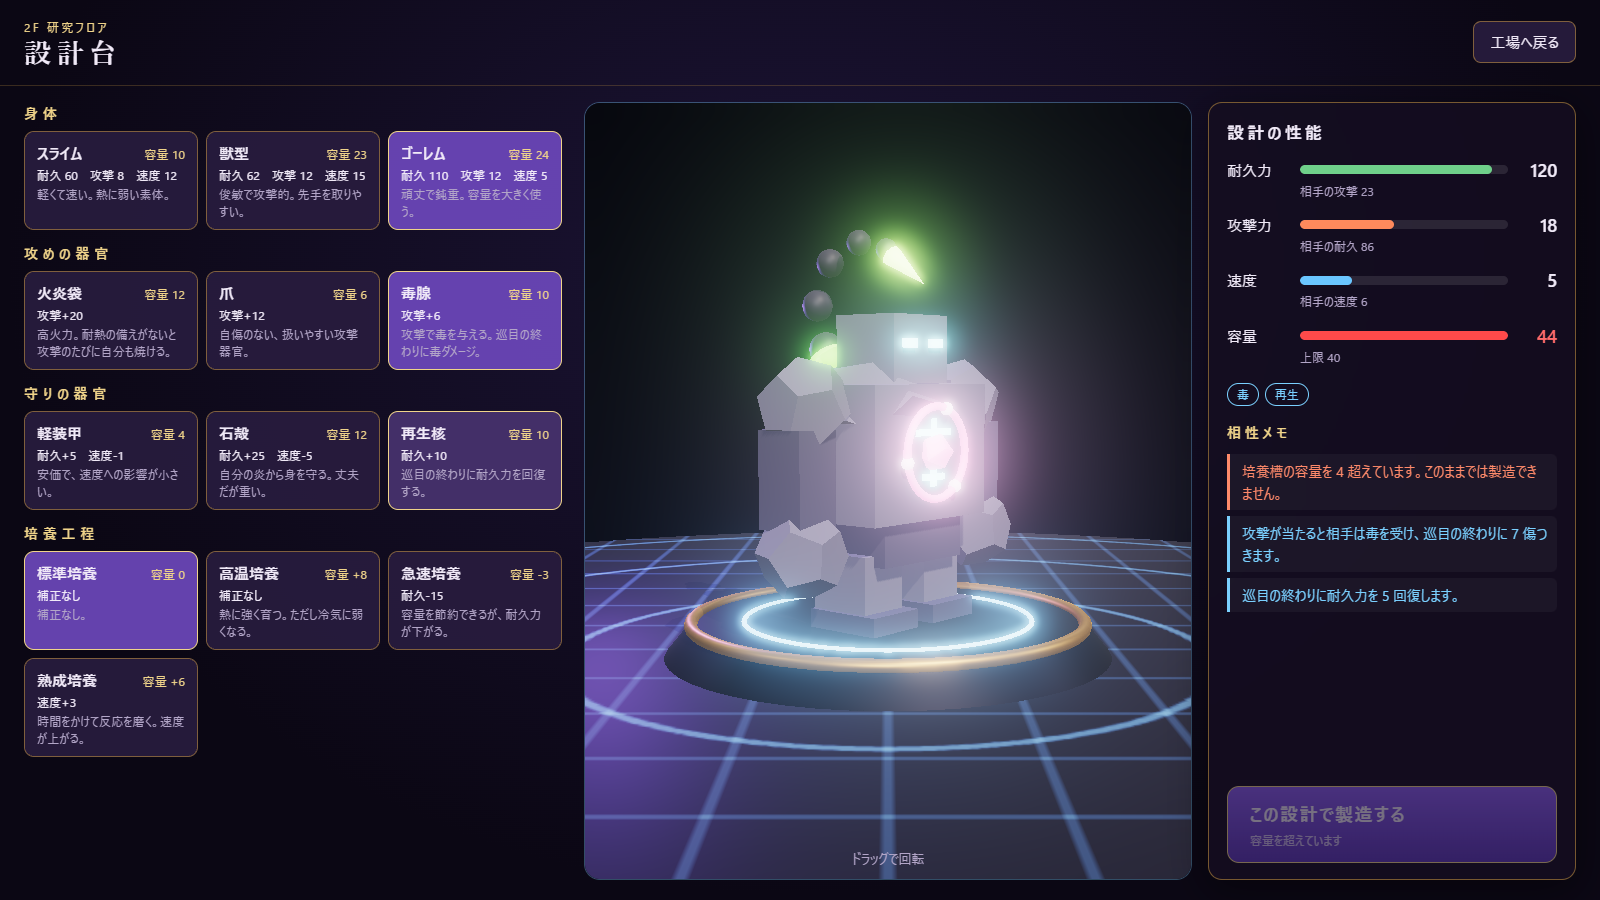 2F 研究フロア
設計台
工場へ戻る
身体
スライム 容量 10
耐久 60 攻撃 8 速度 12
軽くて速い。熱に弱い素体。
獣型 容量 23
耐久 62 攻撃 12 速度 15
俊敏で攻撃的。先手を取りや
すい。
ゴーレム 容量 24
耐久 110 攻撃 12 速度 5
頑丈で鈍重。容量を大きく使
う。
攻めの器官
火炎袋 容量 12
攻撃+20
高火力。耐熱の備えがないと
攻撃のたびに自分も焼ける。
爪 容量 6
攻撃+12
自傷のない、扱いやすい攻撃
器官。
毒腺 容量 10
攻撃+6
攻撃で毒を与える。巡目の終
わりに毒ダメージ。
守りの器官
軽装甲 容量 4
耐久+5 速度-1
安価で、速度への影響が小さ
い。
石殻 容量 12
耐久+25 速度-5
自分の炎から身を守る。丈夫
だが重い。
再生核 容量 10
耐久+10
巡目の終わりに耐久力を回復
する。
培養工程
標準培養 容量 0
補正なし
補正なし。
高温培養 容量 +8
補正なし
熱に強く育つ。ただし冷気に弱
くなる。
急速培養 容量 -3
耐久-15
容量を節約できるが、耐久力
が下がる。
熟成培養 容量 +6
速度+3
時間をかけて反応を磨く。速度
が上がる。
ドラッグで回転
設計の性能
耐久力 120
相手の攻撃 23
攻撃力 18
相手の耐久 86
速度 5
相手の速度 6
容量 44
上限 40
毒 再生
相性メモ
培養槽の容量を 4 超えています。このままでは製造でき
ません。
攻撃が当たると相手は毒を受け、巡目の終わりに 7 傷つ
きます。
巡目の終わりに耐久力を 5 回復します。
この設計で製造する
容量を超えています